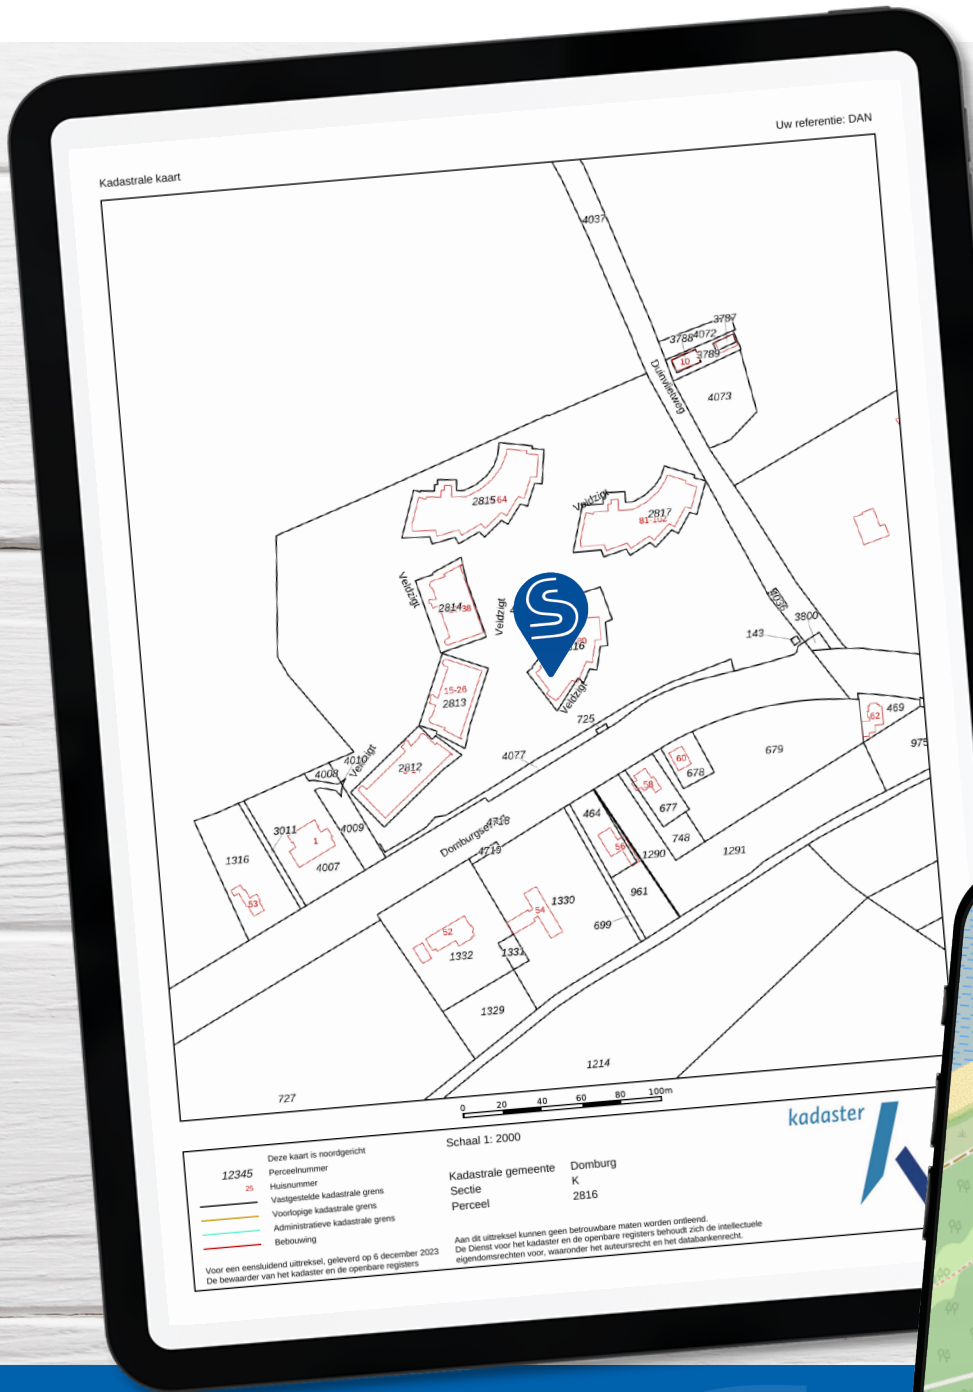 Uw referentie: DAN
Kadastrale kaart
4037
3787
3788
4072
10
3789
Duinvlietweg
4073
2815
64
Veldzigt
2817
81-102
Veldzigt
2814
38
Veldzigt
S
16
4036
3800
143
15-26
2813
Veldzigt
725
62
469
679
975
4077
60
678
4010
Veldzigt
4008
2812
58
677
464
748
4718
Domburgse
4719
56
1290
1291
3011
1
4009
4007
1316
53
961
1330
54
699
52
1332
1331
1329
1214
727
0 20 40 60 80 100m
Schaal 1: 2000
kadaster
Deze kaart is noordgericht
12345 Perceelnummer
25 Huisnummer
Vastgestelde kadastrale grens
Voorlopige kadastrale grens
Administratieve kadastrale grens
Bebouwing
Kadastrale gemeente Domburg
Sectie K
Perceel 2816
Voor een eensluidend uittreksel, geleverd op 6 december 2023
De bewaarder van het kadaster en de openbare registers
Aan dit uittreksel kunnen geen betrouwbare maten worden ontleend.
De Dienst voor het kadaster en de openbare registers behoudt zich de intellectuele
eigendomsrechten voor, waaronder het auteursrecht en het databankenrecht.